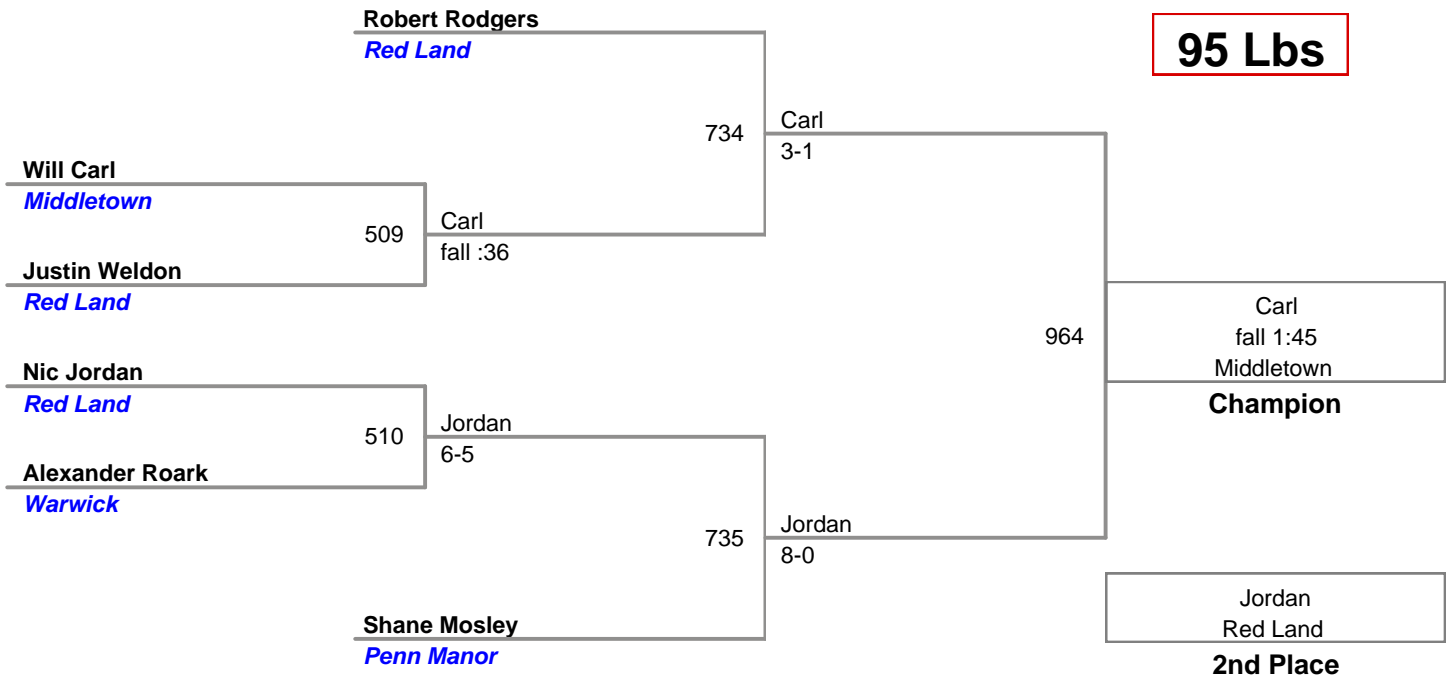 Robert Rodgers
Red Land
95 Lbs
734
Carl
3-1
Will Carl
Middletown
509
Carl
fall :36
Justin Weldon
Red Land
964
Carl
fall 1:45
Middletown
Champion
Nic Jordan
Red Land
510
Jordan
6-5
Alexander Roark
Warwick
735
Jordan
8-0
Shane Mosley
Penn Manor
Jordan
Red Land
2nd Place